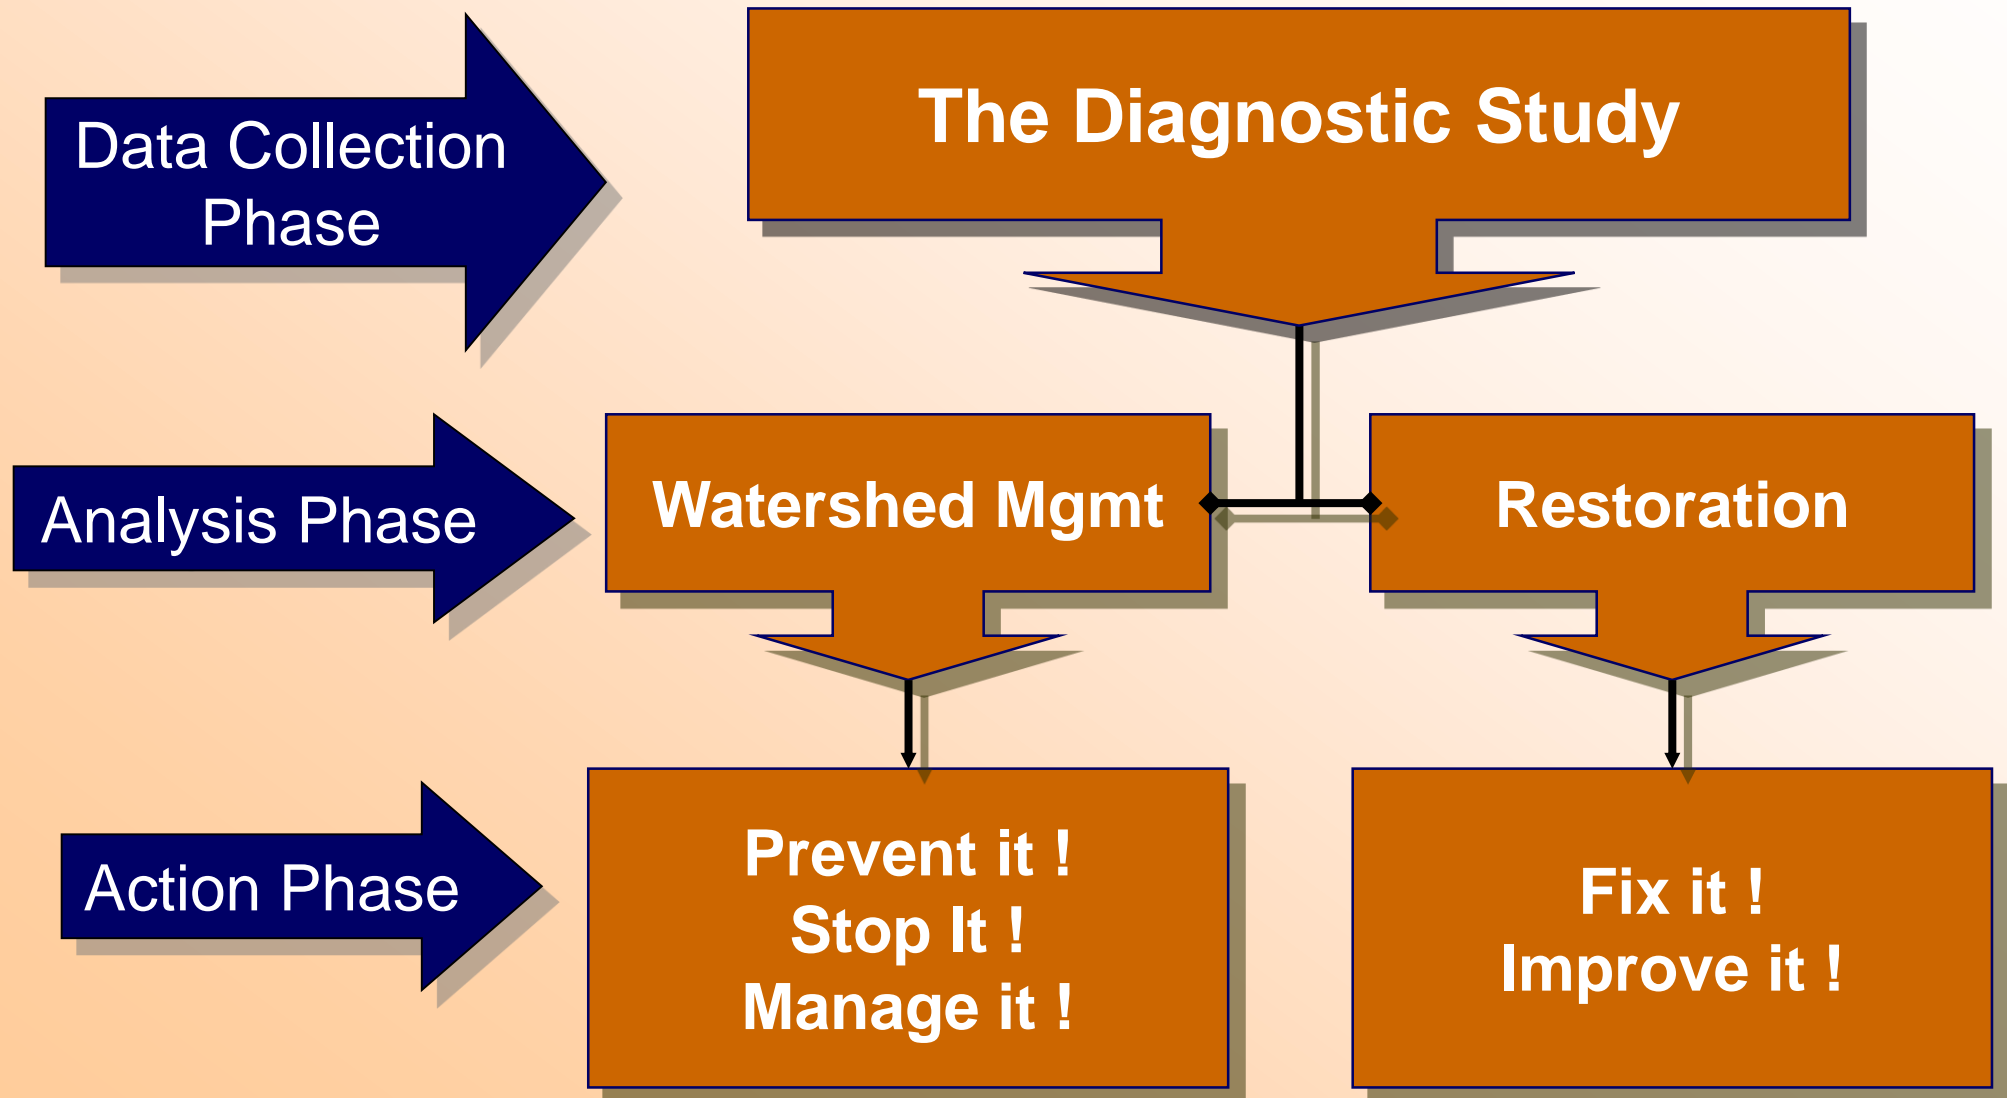 Data Collection
Phase
The Diagnostic Study
Analysis Phase
Watershed Mgmt
Restoration
Action Phase
Prevent it !
Stop It !
Manage it !
Fix it !
Improve it !